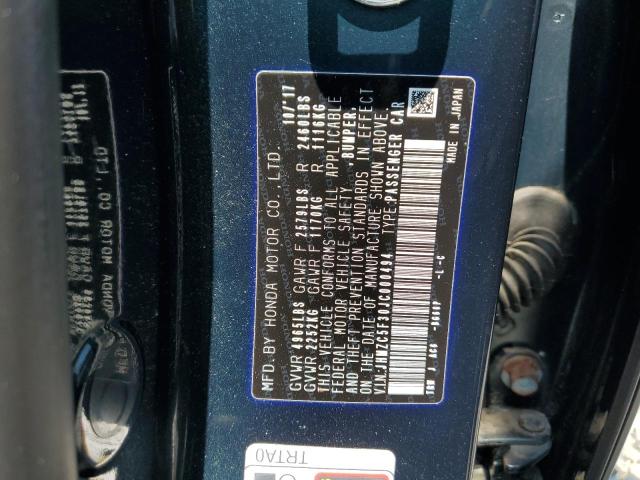 MFD.BY HONDA MOTOR CO.,LTD. 10/'17
GVWR 4965LBS GAWR F 2579LBS R 2460LBS
GVWR 2252KG GAWR F 1170KG R 1116KG
THIS VEHICLE CONFORMS TO ALL APPLICABLE
FEDERAL MOTOR VEHICLE SAFETY, BUMPER,
AND THEFT PREVENTION STANDARDS IN EFFECT
ON THE DATE OF MANUFACTURE SHOWN ABOVE.
TYPE:PASSENGER CAR
MADE IN JAPAN
TRTA0